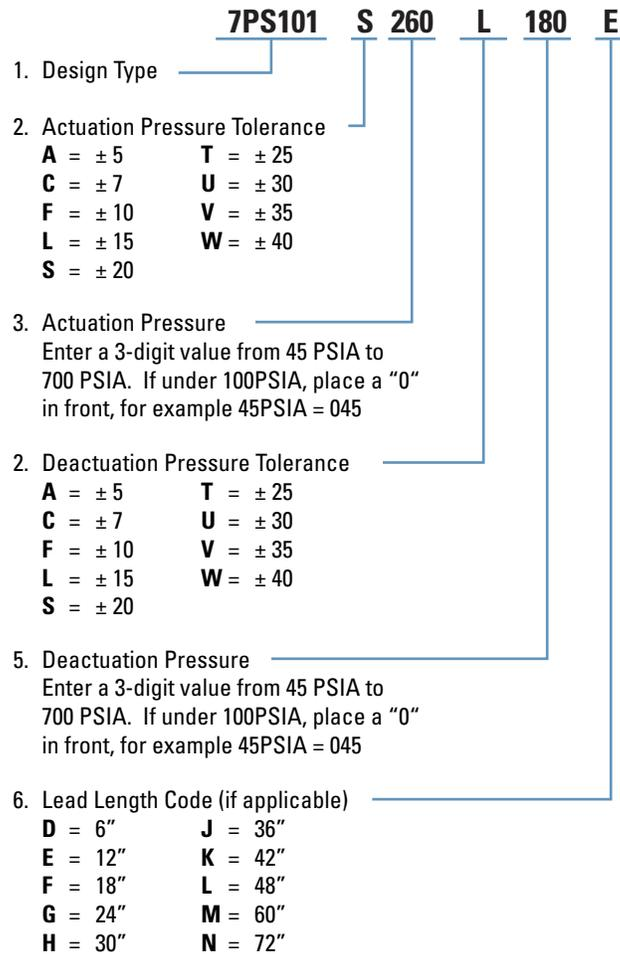 7PS101 S 260 L 180 E
1. Design Type
2. Actuation Pressure Tolerance
A = ± 5 T = ± 25
C = ± 7 U = ± 30
F = ± 10 V = ± 35
L = ± 15 W = ± 40
S = ± 20
3. Actuation Pressure
Enter a 3-digit value from 45 PSIA to
700 PSIA. If under 100PSIA, place a "0"
in front, for example 45PSIA = 045
2. Deactuation Pressure Tolerance
A = ± 5 T = ± 25
C = ± 7 U = ± 30
F = ± 10 V = ± 35
L = ± 15 W = ± 40
S = ± 20
5. Deactuation Pressure
Enter a 3-digit value from 45 PSIA to
700 PSIA. If under 100PSIA, place a "0"
in front, for example 45PSIA = 045
6. Lead Length Code (if applicable)
D = 6" J = 36"
E = 12" K = 42"
F = 18" L = 48"
G = 24" M = 60"
H = 30" N = 72"